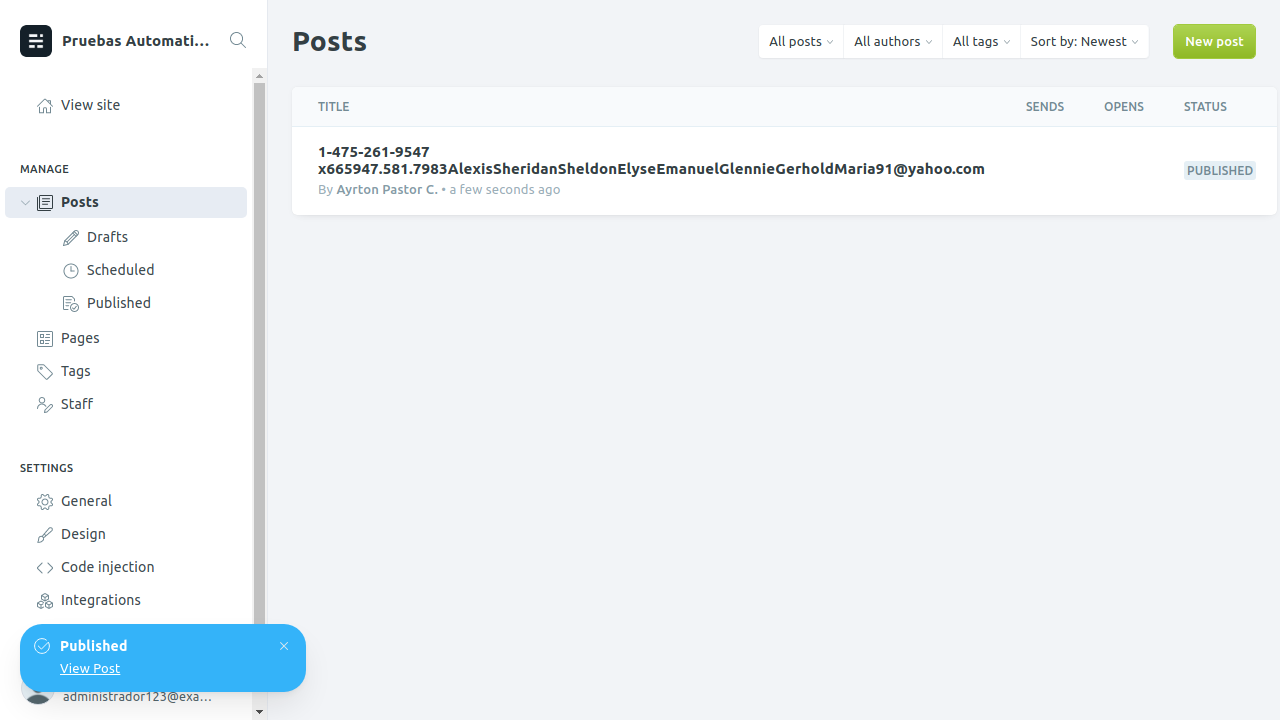 Pruebas Automati...
View site
MANAGE
Posts
Drafts
Scheduled
Published
Pages
Tags
Staff
SETTINGS
General
Design
Code injection
Integrations
Published
View Post
administrador123@exa...
Posts
All posts
All authors
All tags
Sort by: Newest
New post
TITLE
SENDS
OPENS
STATUS
1-475-261-9547
x665947.581.7983AlexisSheridanSheldonElyseEmanuelGlennieGerholdMaria91@yahoo.com
By Ayrton Pastor C. • a few seconds ago
PUBLISHED